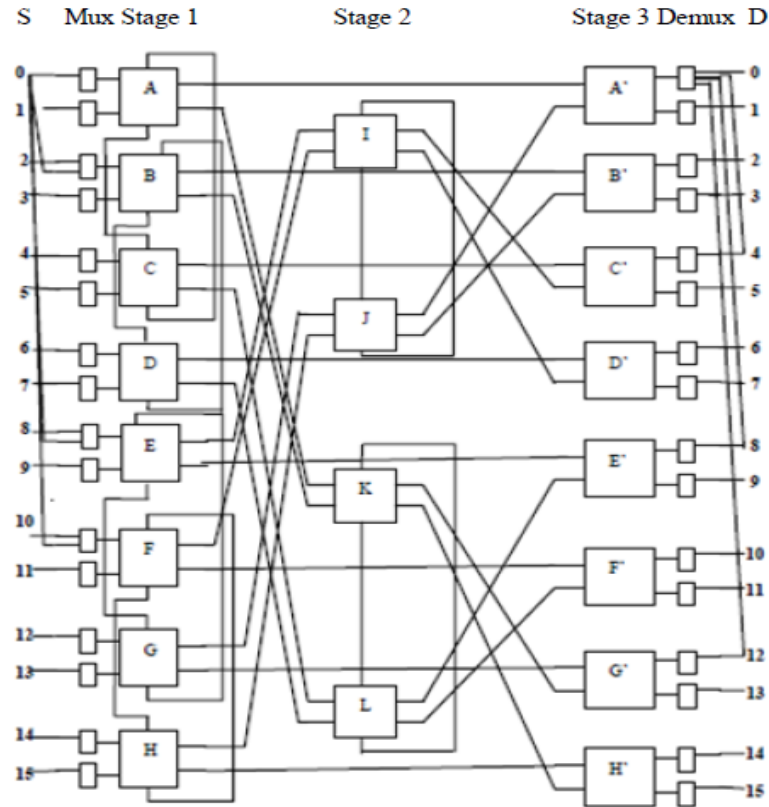 S Mux Stage 1 Stage 2 Stage 3 Demux D
0 A A` 0
1 I 1
2 B B` 2
3 3
4 C C` 4
5 5
J
6 D D` 6
7 7
8 E E` 8
9 K 9
10 F F` 10
11 11
12 G G` 12
13 L 13
14 H H` 14
15 15